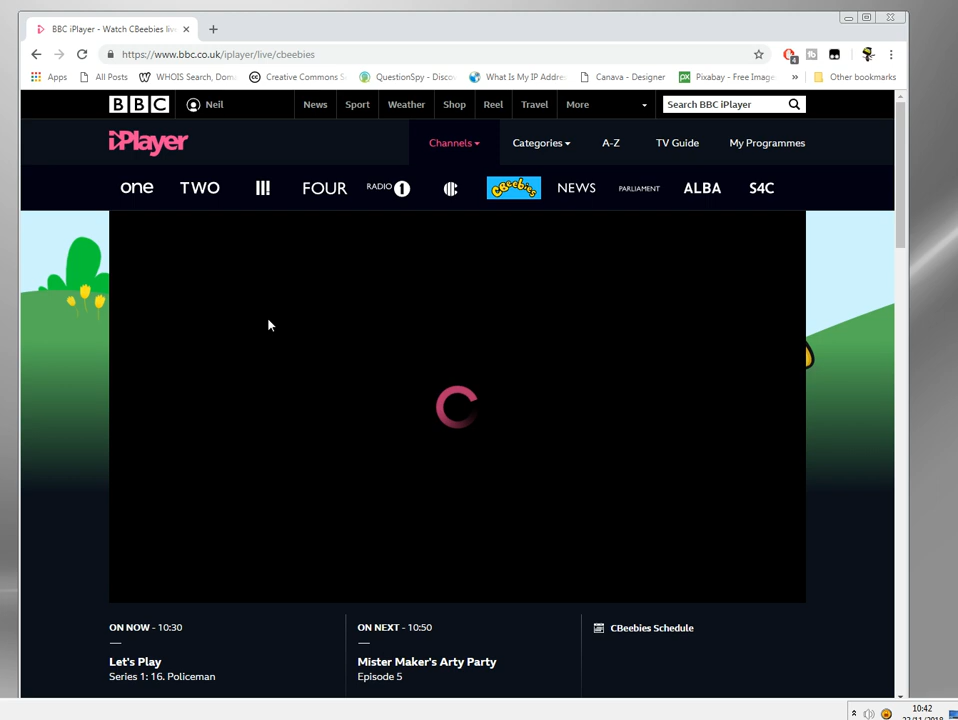 BBC iPlayer - Watch CBeebies live
https://www.bbc.co.uk/iplayer/live/cbeebies
4
Apps All Posts WHOIS Search, Doma Creative Commons S QuestionSpy - Disco What Is My IP Addre Canava - Designer Pixabay - Free Image » Other bookmarks
BBC Neil News Sport Weather Shop Reel Travel More Search BBC iPlayer
iPlayer Channels Categories A-Z TV Guide My Programmes
one TWO III! FOUR RADIO 1 CBeebies NEWS PARLIAMENT ALBA S4C
ON NOW - 10:30 ON NEXT - 10:50 CBeebies Schedule
Let's Play Mister Maker's Arty Party
Series 1: 16. Policeman Episode 5
10:42